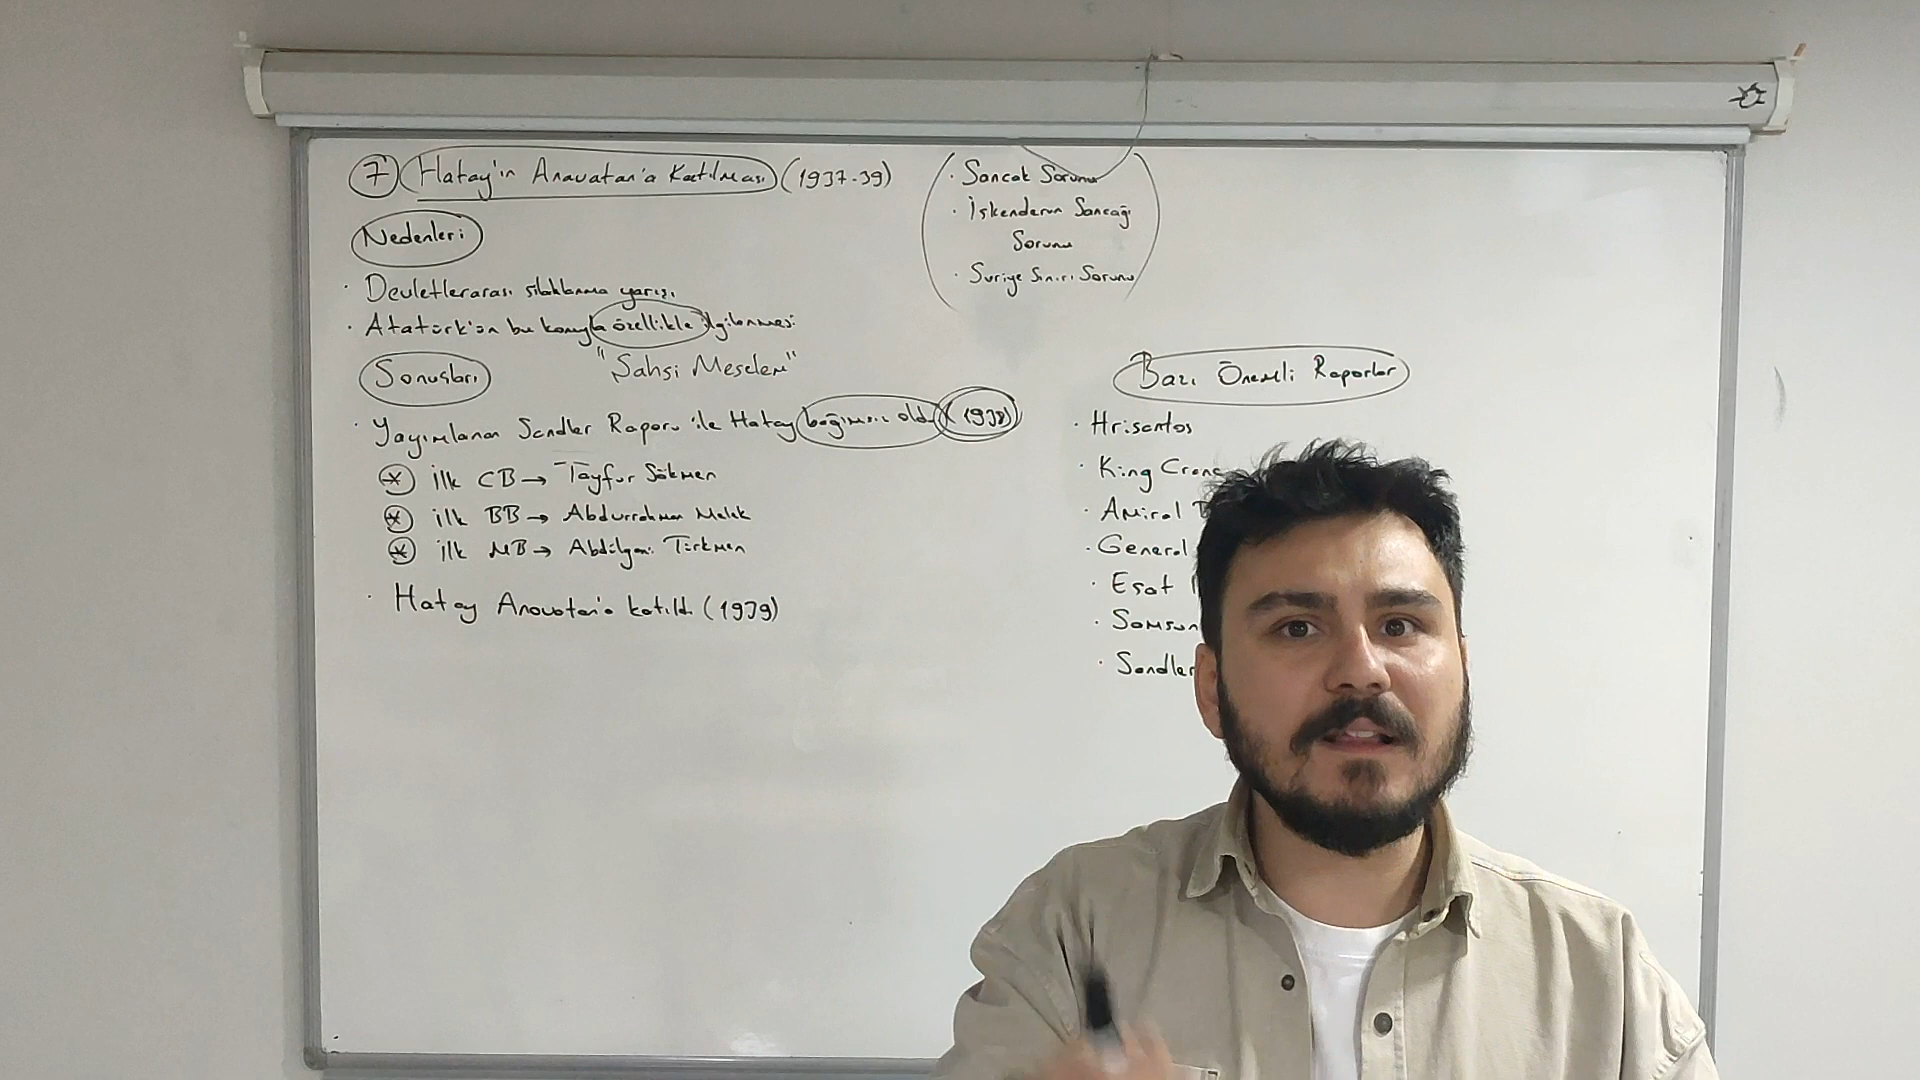 7 Hatay'ın Anavatan'a Katılması (1937-39)
Nedenleri
· Devletlerarası silahlanma yarışı.
· Atatürk'ün bu konuyla özellikle ilgilenmesi
"Şahsi Meselem"
Sonuçları
· Yayımlanan Sandler Raporu ile Hatay bağımsız oldu (1938)
* ilk CB → Tayfur Sökmen
* ilk BB → Abdurrahman Melek
* ilk MB → Abdülgani Türkmen
· Hatay Anavatan'a katıldı (1939)
· Sancak Sorunu
· İskenderun Sancağı
Sorunu
· Suriye Sınırı Sorunu
Bazı Önemli Raporlar
· Hrisantos
· King Crane
· Amiral
· General
· Esat
· Samsun
· Sandler